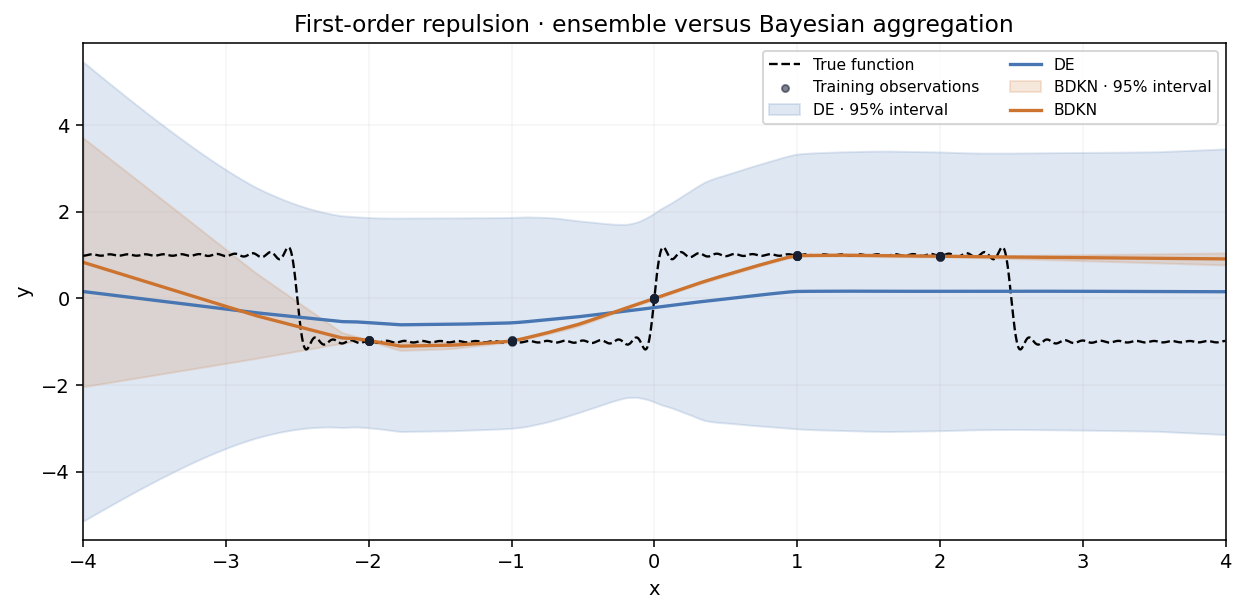 First-order repulsion · ensemble versus Bayesian aggregation
True function
Training observations
DE · 95% interval
DE
BDKN · 95% interval
BDKN
y
4
2
0
−2
−4
−4 −3 −2 −1 0 1 2 3 4
x